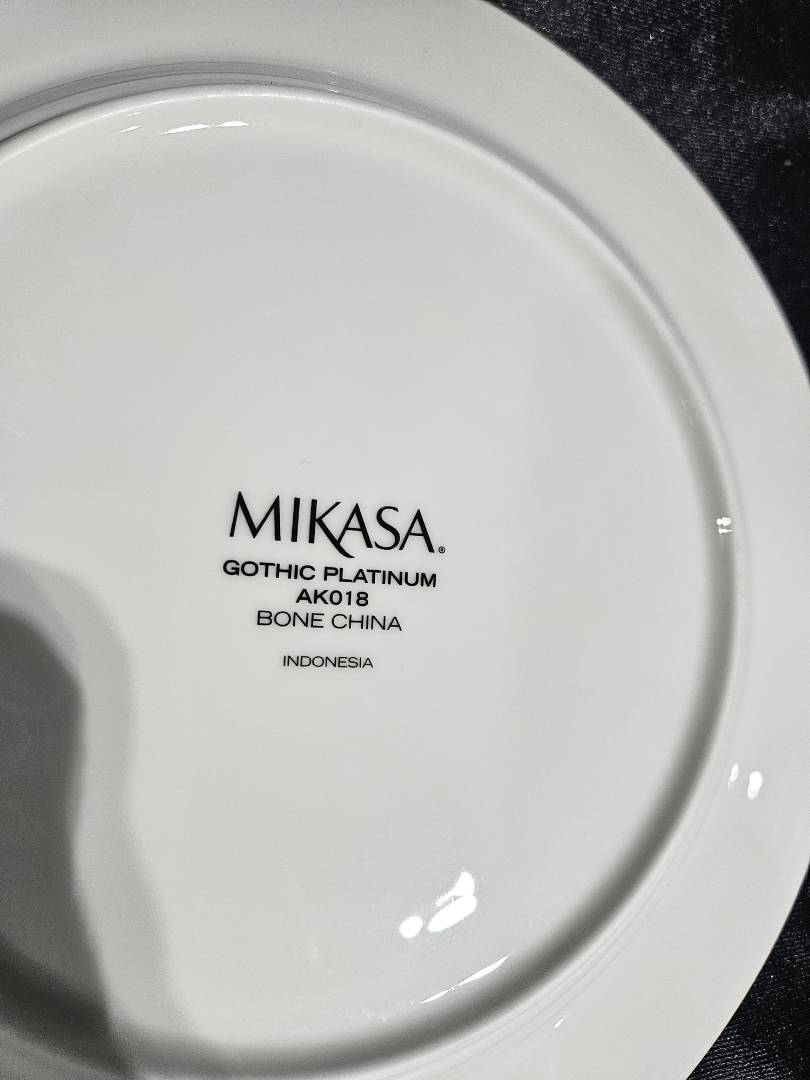 MIKASA®
GOTHIC PLATINUM
AK018
BONE CHINA
INDONESIA